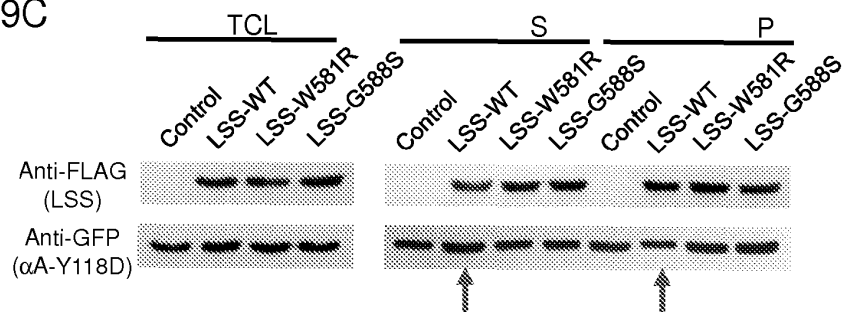 9C
TCL S P
Control LSS-WT LSS-W581R LSS-G588S Control LSS-WT LSS-W581R LSS-G588S Control LSS-WT LSS-W581R LSS-G588S
Anti-FLAG
(LSS)
Anti-GFP
(αA-Y118D)